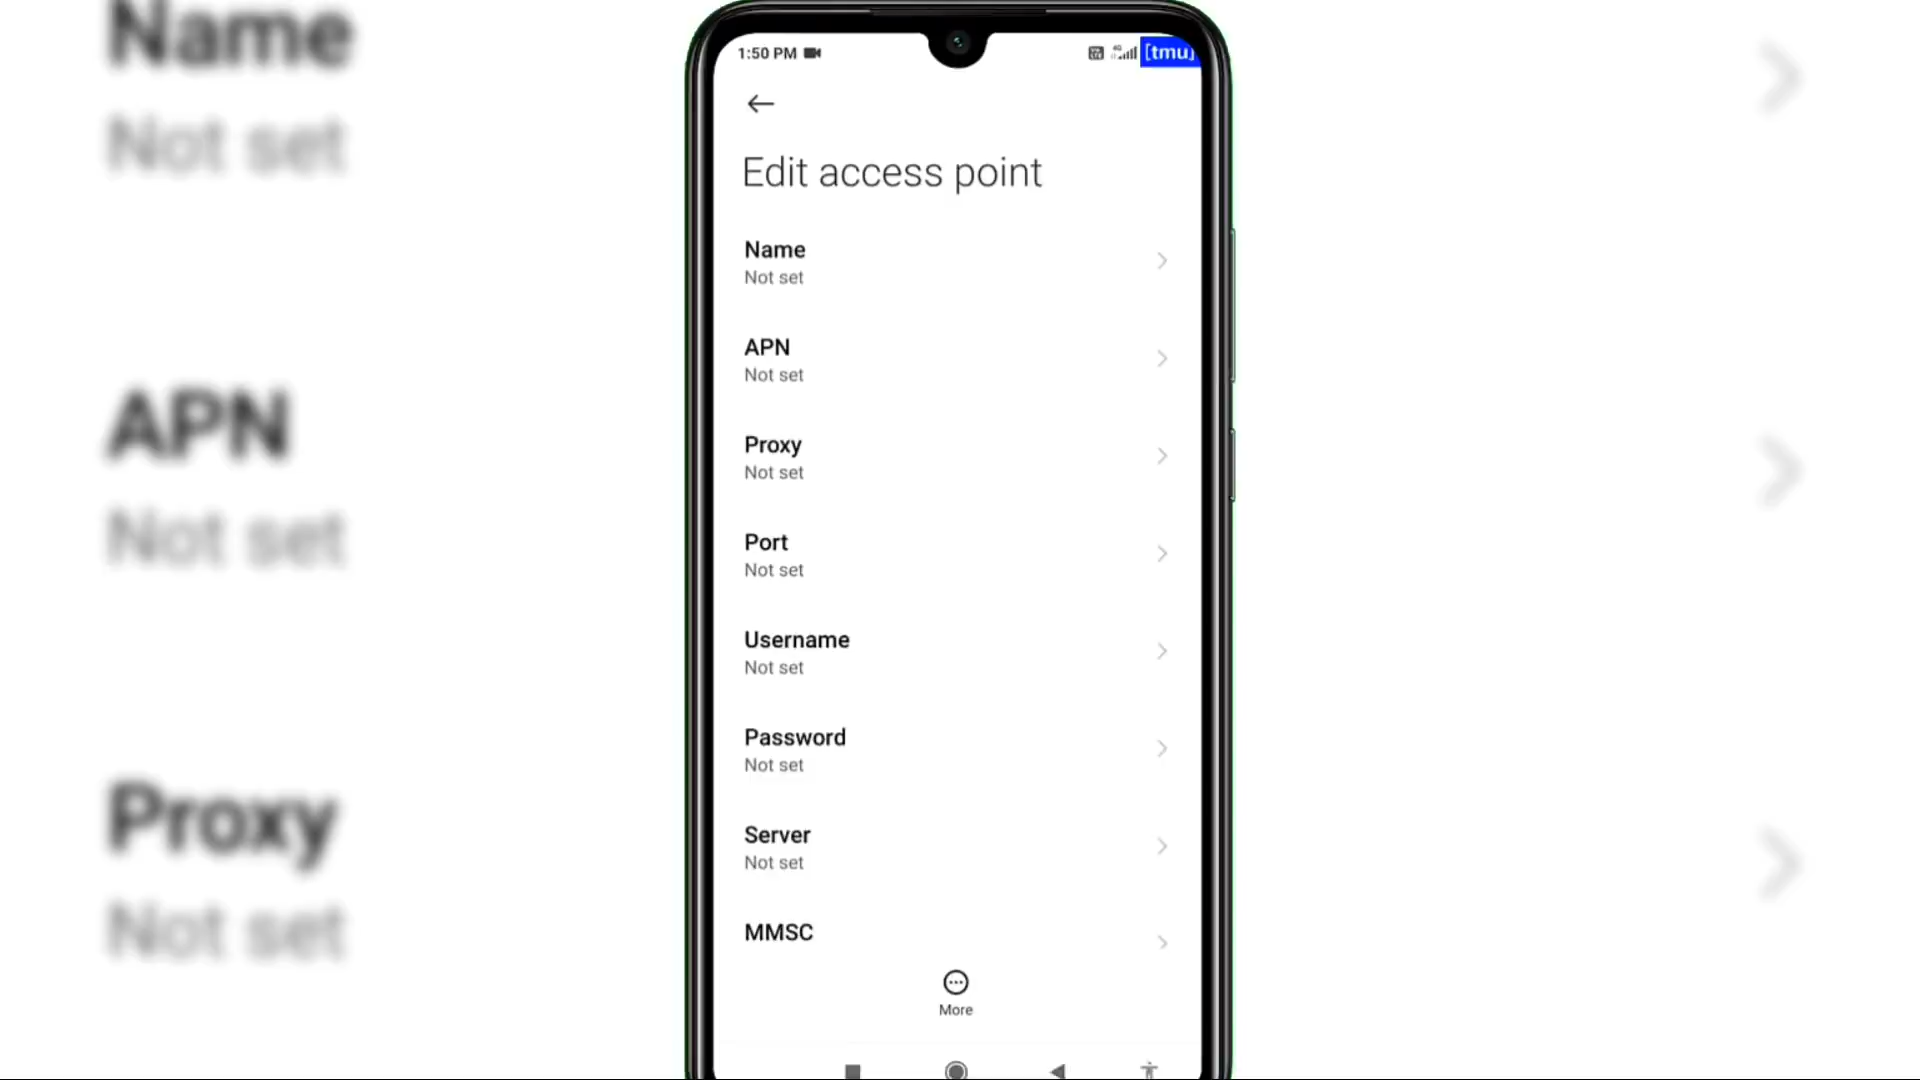 1:50 PM
4G
[tmu]
Edit access point
Name
Not set
APN
Not set
Proxy
Not set
Port
Not set
Username
Not set
Password
Not set
Server
Not set
MMSC
More
Name
Not set
APN
Not set
Proxy
Not set